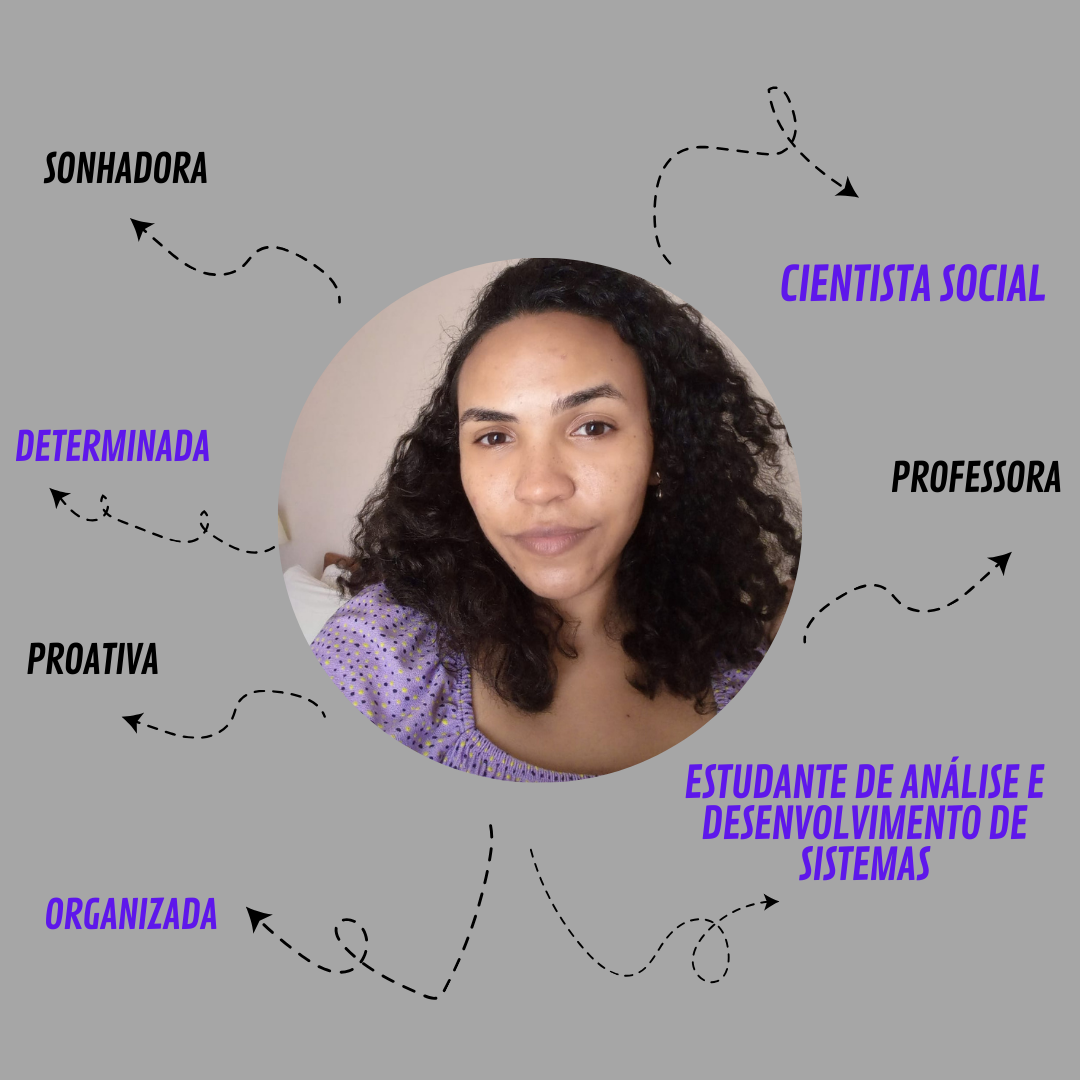 SONHADORA
CIENTISTA SOCIAL
DETERMINADA
PROFESSORA
PROATIVA
ESTUDANTE DE ANÁLISE E
DESENVOLVIMENTO DE
SISTEMAS
ORGANIZADA